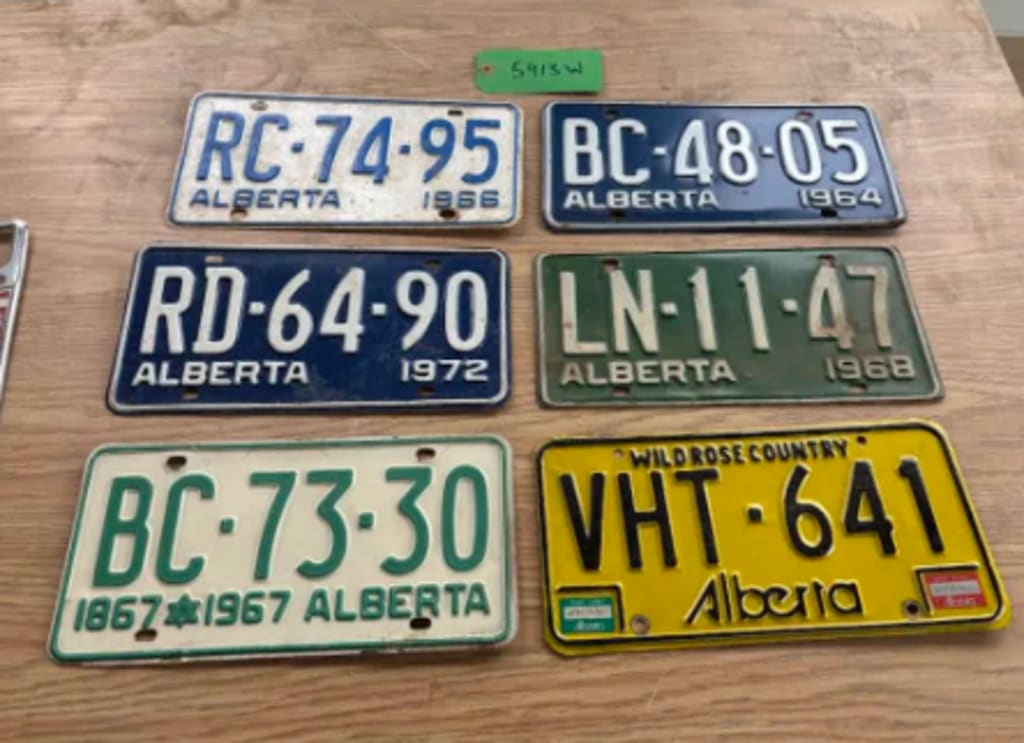 5413W
RC·74·95
ALBERTA 1966
BC·48·05
ALBERTA 1964
RD·64·90
ALBERTA 1972
LN·11·47
ALBERTA 1968
BC·73·30
1867 1967 ALBERTA
WILD ROSE COUNTRY
VHT·641
Alberta